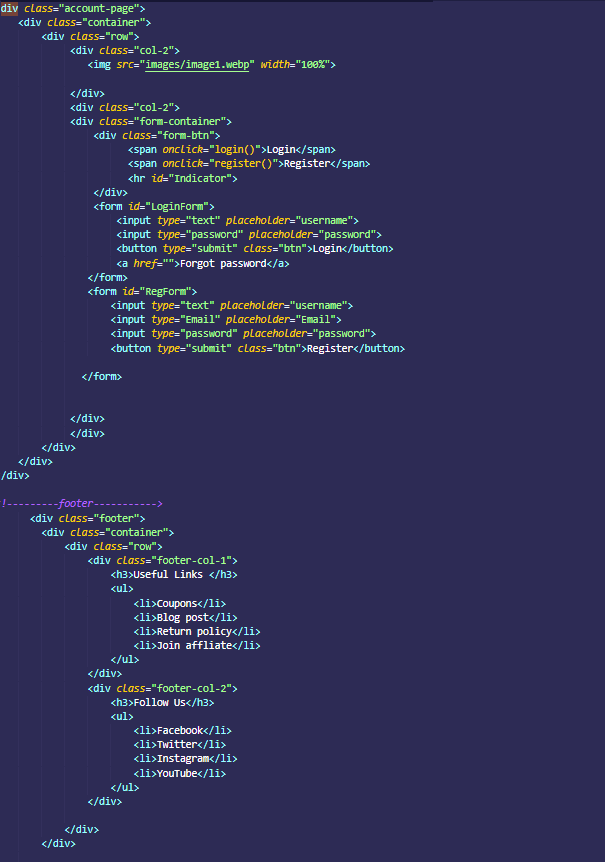 div class="account-page">
<div class="container">
<div class="row">
<div class="col-2">
<img src="images/image1.webp" width="100%">
</div>
<div class="col-2">
<div class="form-container">
<div class="form-btn">
<span onclick="login()">Login</span>
<span onclick="register()">Register</span>
<hr id="Indicator">
</div>
<form id="LoginForm">
<input type="text" placeholder="username">
<input type="password" placeholder="password">
<button type="submit" class="btn">Login</button>
<a href="">Forgot password</a>
</form>
<form id="RegForm">
<input type="text" placeholder="username">
<input type="Email" placeholder="Email">
<input type="password" placeholder="password">
<button type="submit" class="btn">Register</button>
</form>
</div>
</div>
</div>
</div>
/div>
!---------footer----------->
<div class="footer">
<div class="container">
<div class="row">
<div class="footer-col-1">
<h3>Useful Links </h3>
<ul>
<li>Coupons</li>
<li>Blog post</li>
<li>Return policy</li>
<li>Join affliate</li>
</ul>
</div>
<div class="footer-col-2">
<h3>Follow Us</h3>
<ul>
<li>Facebook</li>
<li>Twitter</li>
<li>Instagram</li>
<li>YouTube</li>
</ul>
</div>
</div>
</div>